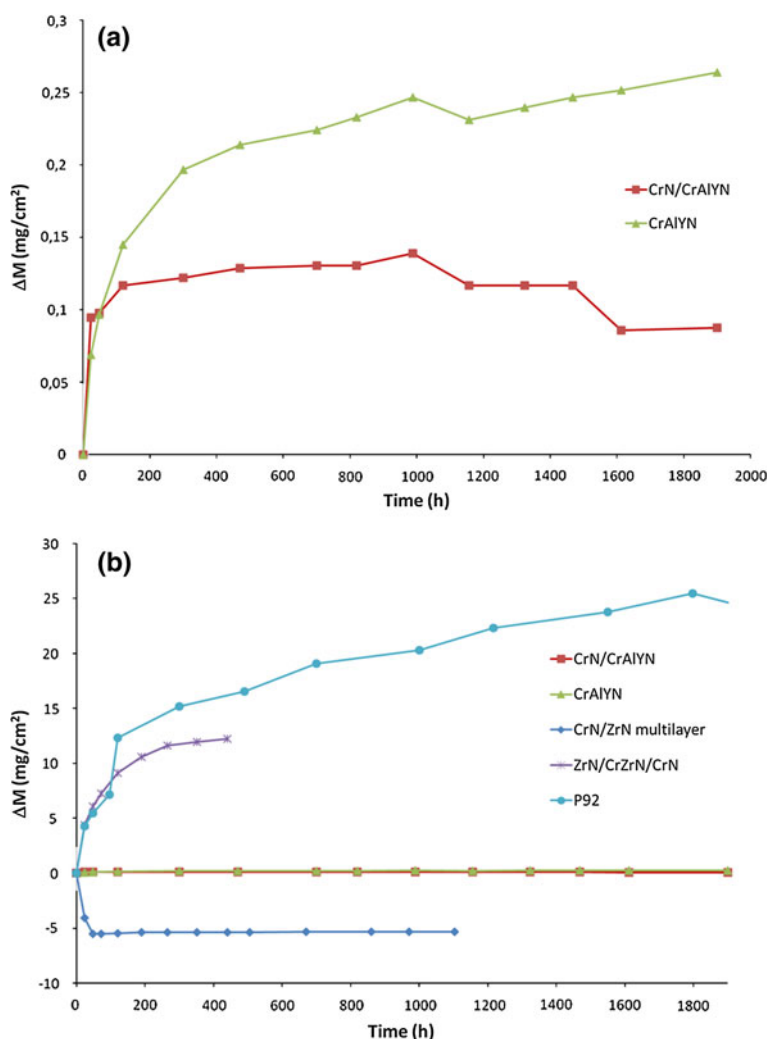 (a)
0,3
0,25
0,2
0,15
0,1
0,05
0
ΔM (mg/cm²)
CrN/CrAlYN
CrAlYN
0 200 400 600 800 1000 1200 1400 1600 1800 2000
Time (h)
(b)
30
25
20
15
10
5
0
-5
-10
ΔM (mg/cm²)
CrN/CrAlYN
CrAlYN
CrN/ZrN multilayer
ZrN/CrZrN/CrN
P92
0 200 400 600 800 1000 1200 1400 1600 1800
Time (h)